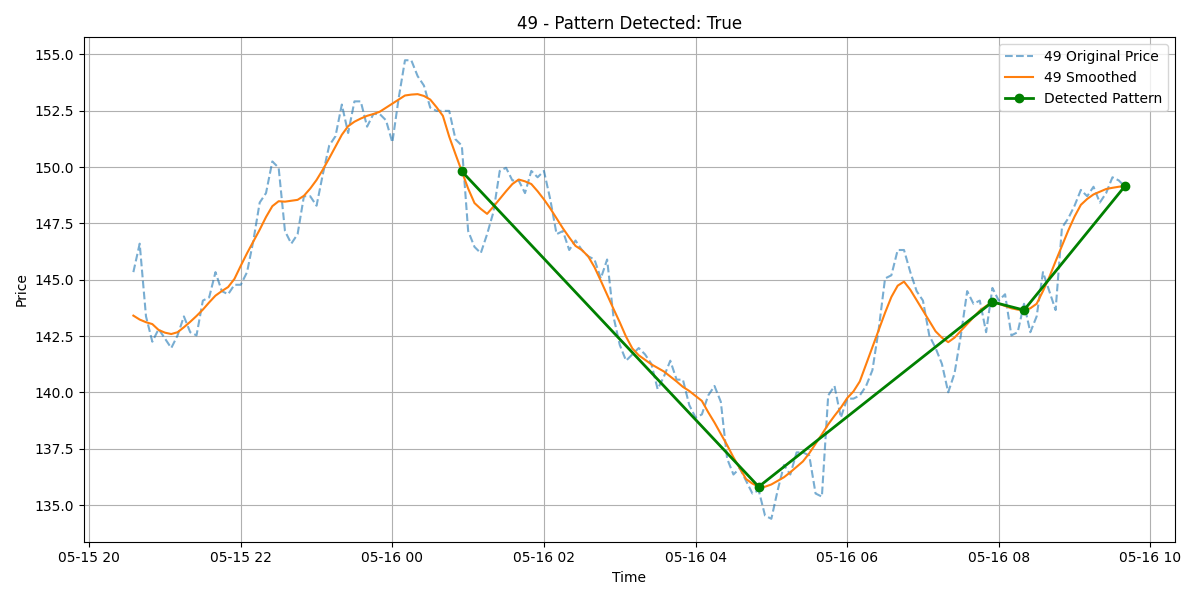 49 - Pattern Detected: True
49 Original Price
49 Smoothed
Detected Pattern
Price
155.0
152.5
150.0
147.5
145.0
142.5
140.0
137.5
135.0
05-15 20
05-15 22
05-16 00
05-16 02
05-16 04
05-16 06
05-16 08
05-16 10
Time